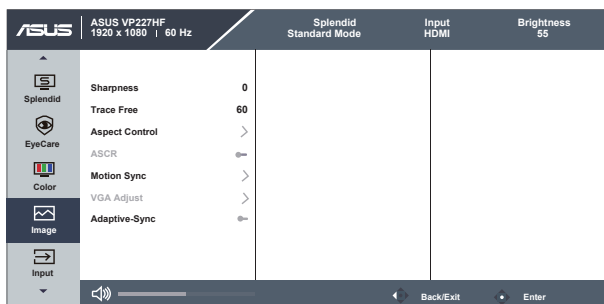 ASUS
ASUS VP227HF
1920 x 1080 | 60 Hz
Splendid
Standard Mode
Input
HDMI
Brightness
55
Splendid
EyeCare
Color
Image
Input
Sharpness 0
Trace Free 60
Aspect Control
ASCR
Motion Sync
VGA Adjust
Adaptive-Sync
Back/Exit
Enter